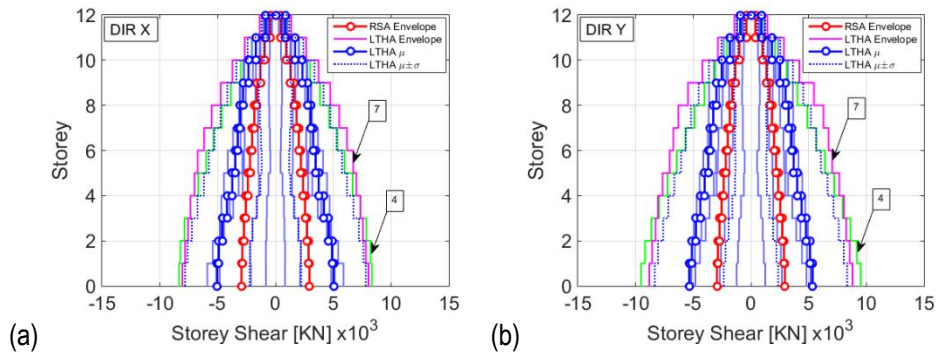 DIR X
RSA Envelope
LTHA Envelope
LTHA μ
LTHA μ±σ
7
4
12
10
8
6
4
2
0
Storey
-15 -10 -5 0 5 10 15
Storey Shear [KN] x10³
(a)
DIR Y
RSA Envelope
LTHA Envelope
LTHA μ
LTHA μ±σ
7
4
12
10
8
6
4
2
0
-15 -10 -5 0 5 10 15
Storey Shear [KN] x10³
(b)